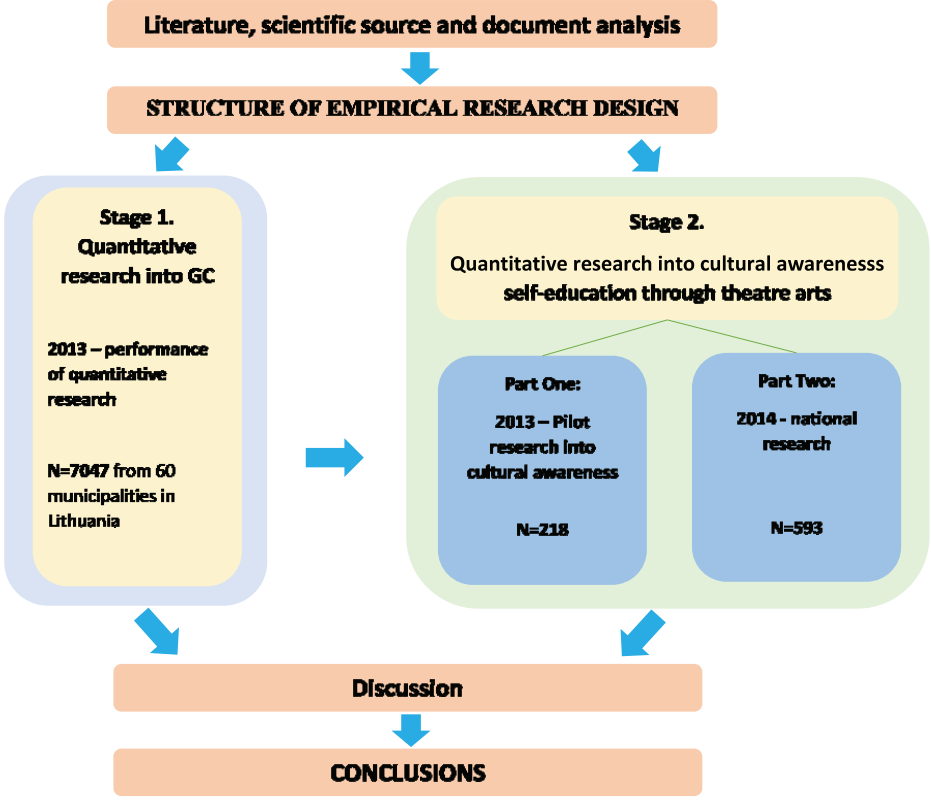 Literature, scientific source and document analysis
STRUCTURE OF EMPIRICAL RESEARCH DESIGN
Stage 1.
Quantitative
research into GC
2013 – performance
of quantitative
research
N=7047 from 60
municipalities in
Lithuania
Stage 2.
Quantitative research into cultural awarenesss
self-education through theatre arts
Part One:
2013 – Pilot
research into
cultural awareness
N=218
Part Two:
2014 - national
research
N=593
Discussion
CONCLUSIONS